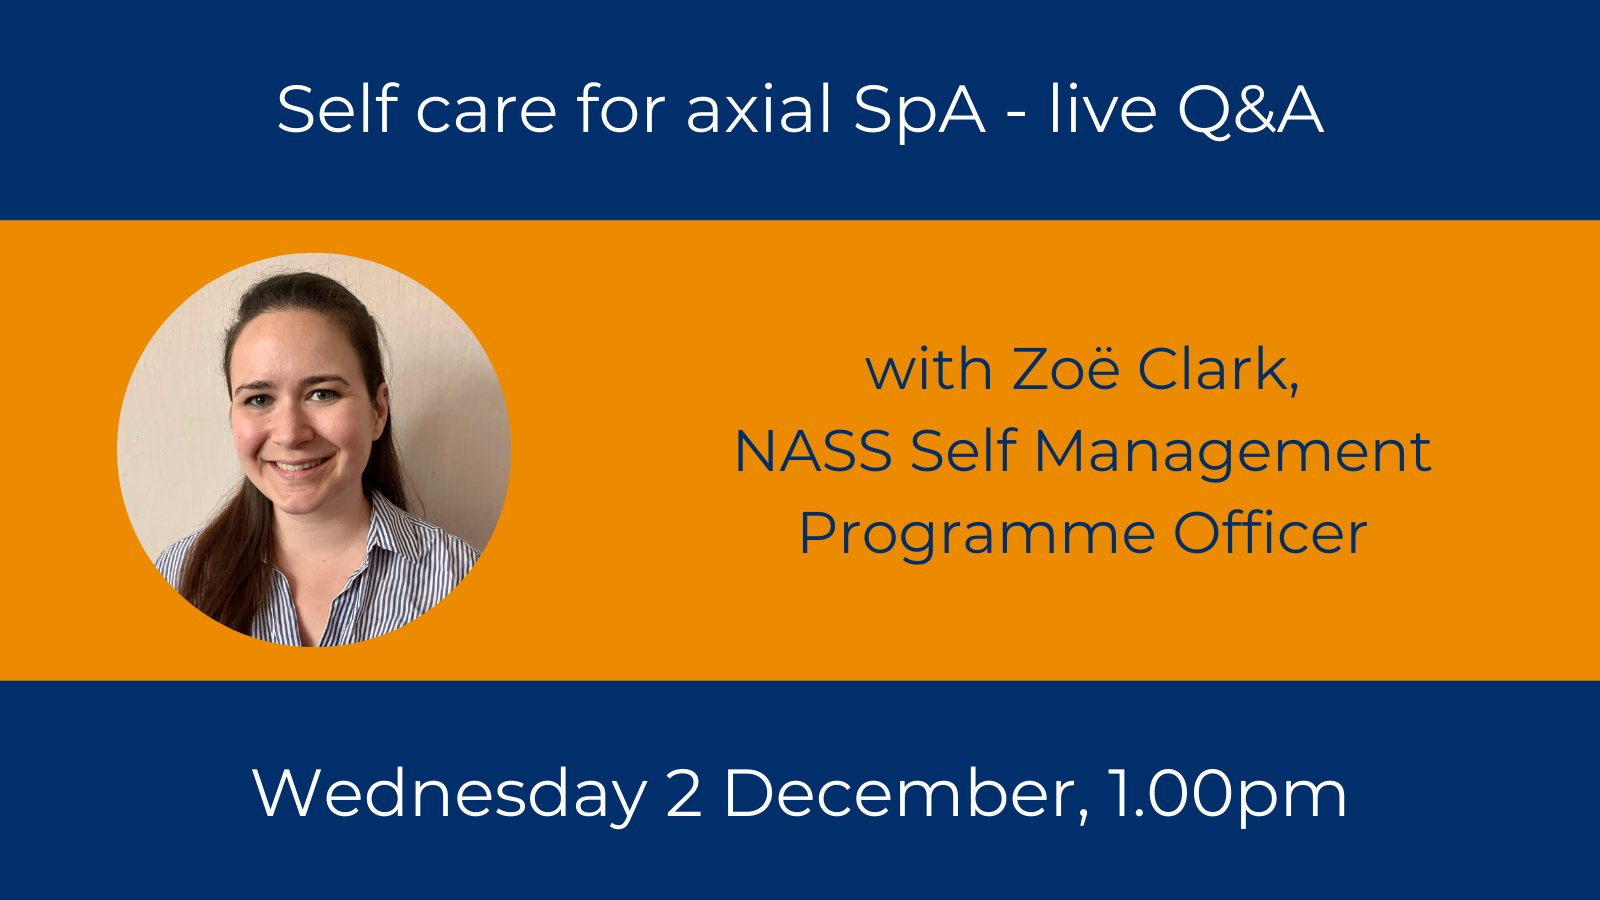 Self care for axial SpA - live Q&A
with Zoë Clark,
NASS Self Management
Programme Officer
Wednesday 2 December, 1.00pm